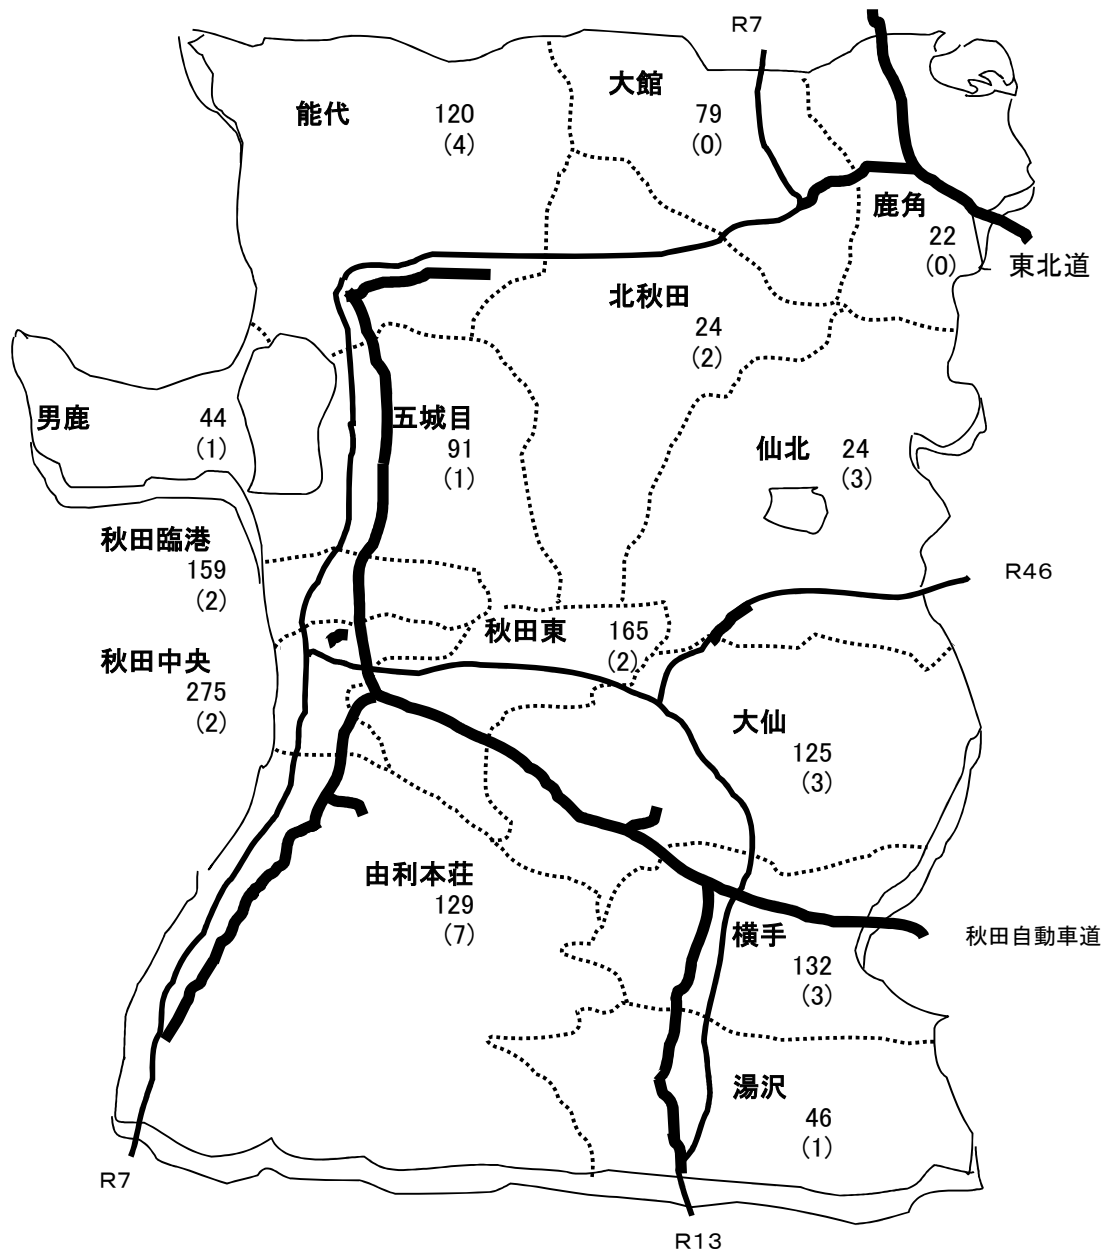 R7
大館
79
(0)
能代
120
(4)
鹿角
22
(0)
東北道
北秋田
24
(2)
男鹿
44
(1)
五城目
91
(1)
仙北
24
(3)
秋田臨港
159
(2)
R46
秋田東
165
(2)
秋田中央
275
(2)
大仙
125
(3)
由利本荘
129
(7)
横手
132
(3)
秋田自動車道
湯沢
46
(1)
R7
R13